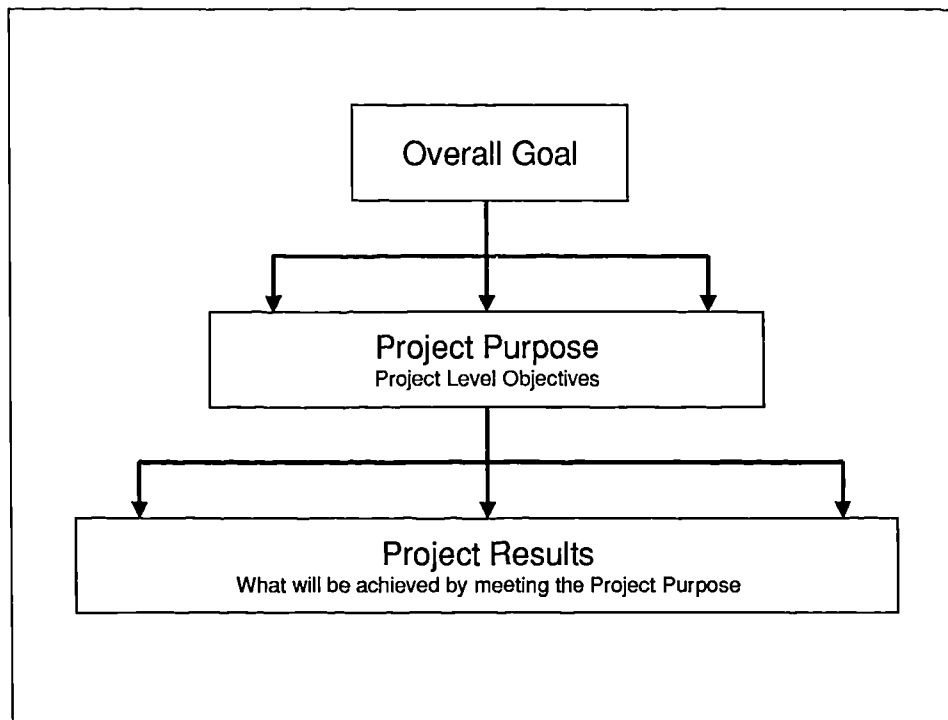 Overall Goal
Project Purpose
Project Level Objectives
Project Results
What will be achieved by meeting the Project Purpose